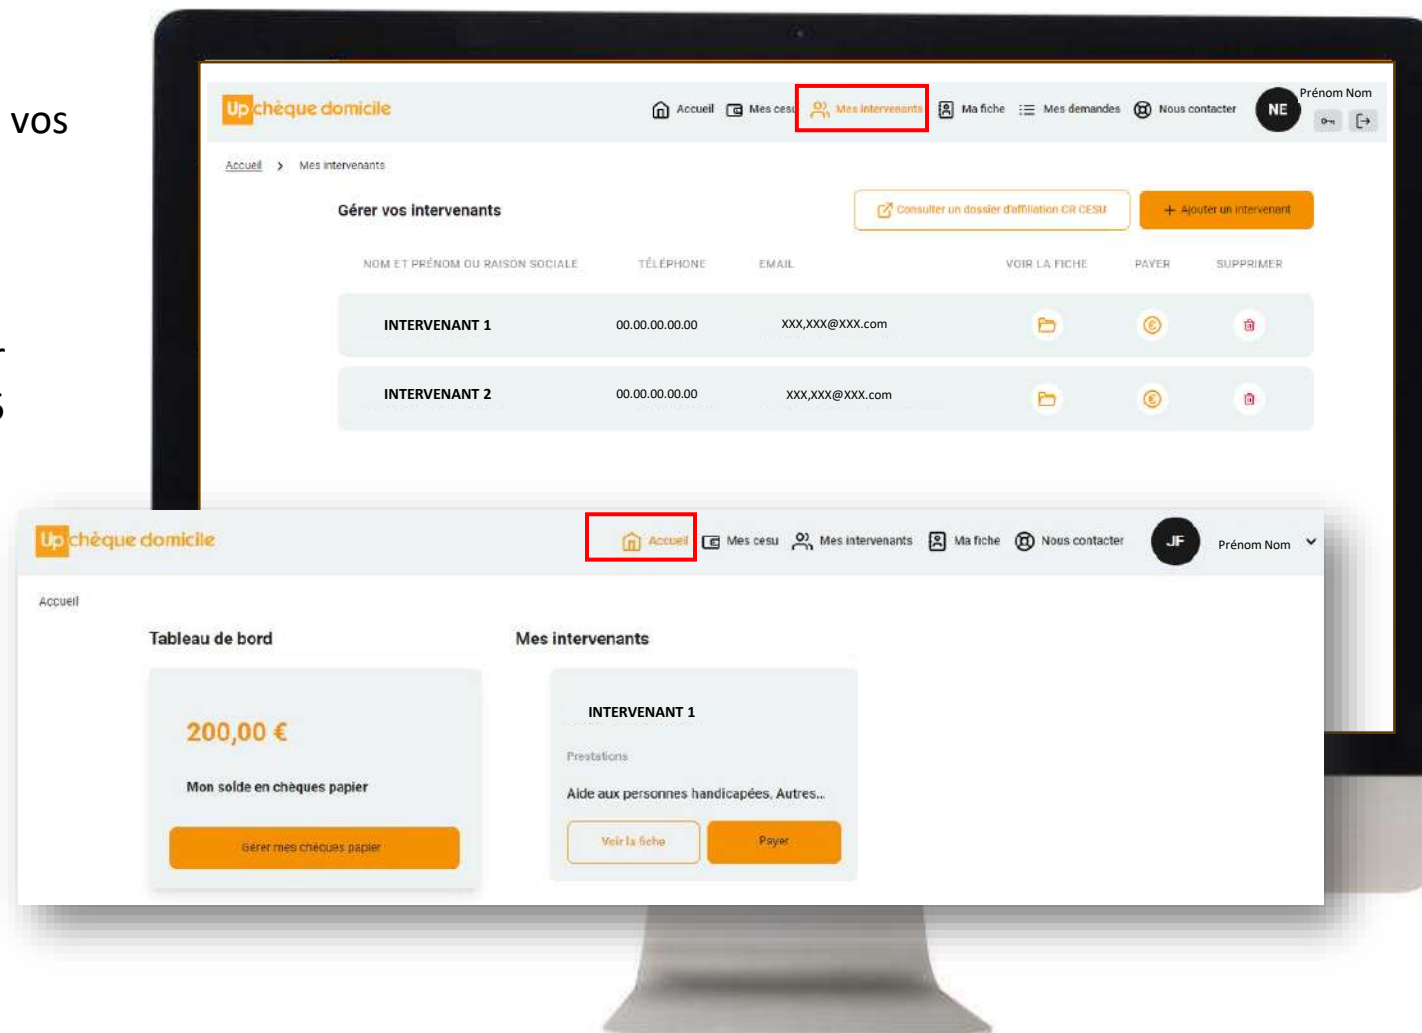 vos
Up chèque domicile
Accueil Mes cesu Mes intervenants Ma fiche Mes demandes Nous contacter NE Prénom Nom
Accueil > Mes intervenants
Gérer vos intervenants
Consulter un dossier d'affiliation CR CESU + Ajouter un intervenant
NOM ET PRÉNOM OU RAISON SOCIALE TÉLÉPHONE EMAIL VOIR LA FICHE PAYER SUPPRIMER
INTERVENANT 1 00.00.00.00.00 XXX,XXX@XXX.com
INTERVENANT 2 00.00.00.00.00 XXX,XXX@XXX.com
Up chèque domicile
Accueil Mes cesu Mes intervenants Ma fiche Nous contacter JF Prénom Nom
Accueil
Tableau de bord
Mes intervenants
200,00 €
Mon solde en chèques papier
Gérer mes chèques papier
INTERVENANT 1
Prestations
Aide aux personnes handicapées, Autres...
Voir la fiche Payer